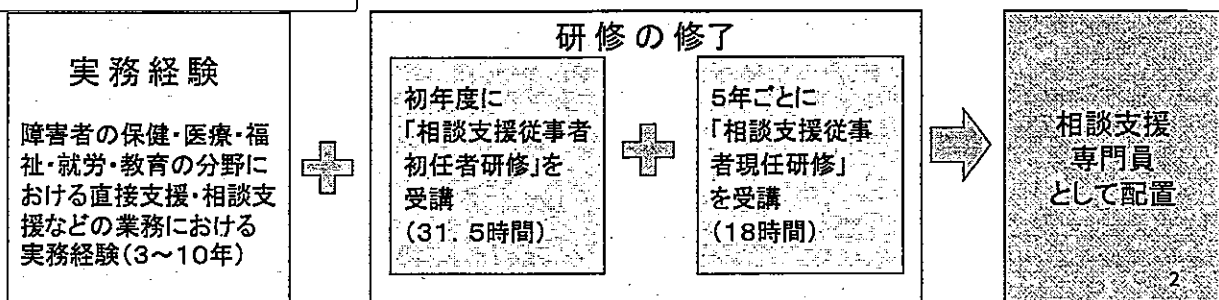 実務経験
障害者の保健・医療・福
祉・就労・教育の分野に
おける直接支援・相談支
援などの業務における
実務経験(3~10年)
研修の修了
初年度に
「相談支援従事者
初任者研修」を
受講
(31.5時間)
5年ごとに
「相談支援従事
者現任研修」
を受講
(18時間)
相談支援
専門員
として配置
2